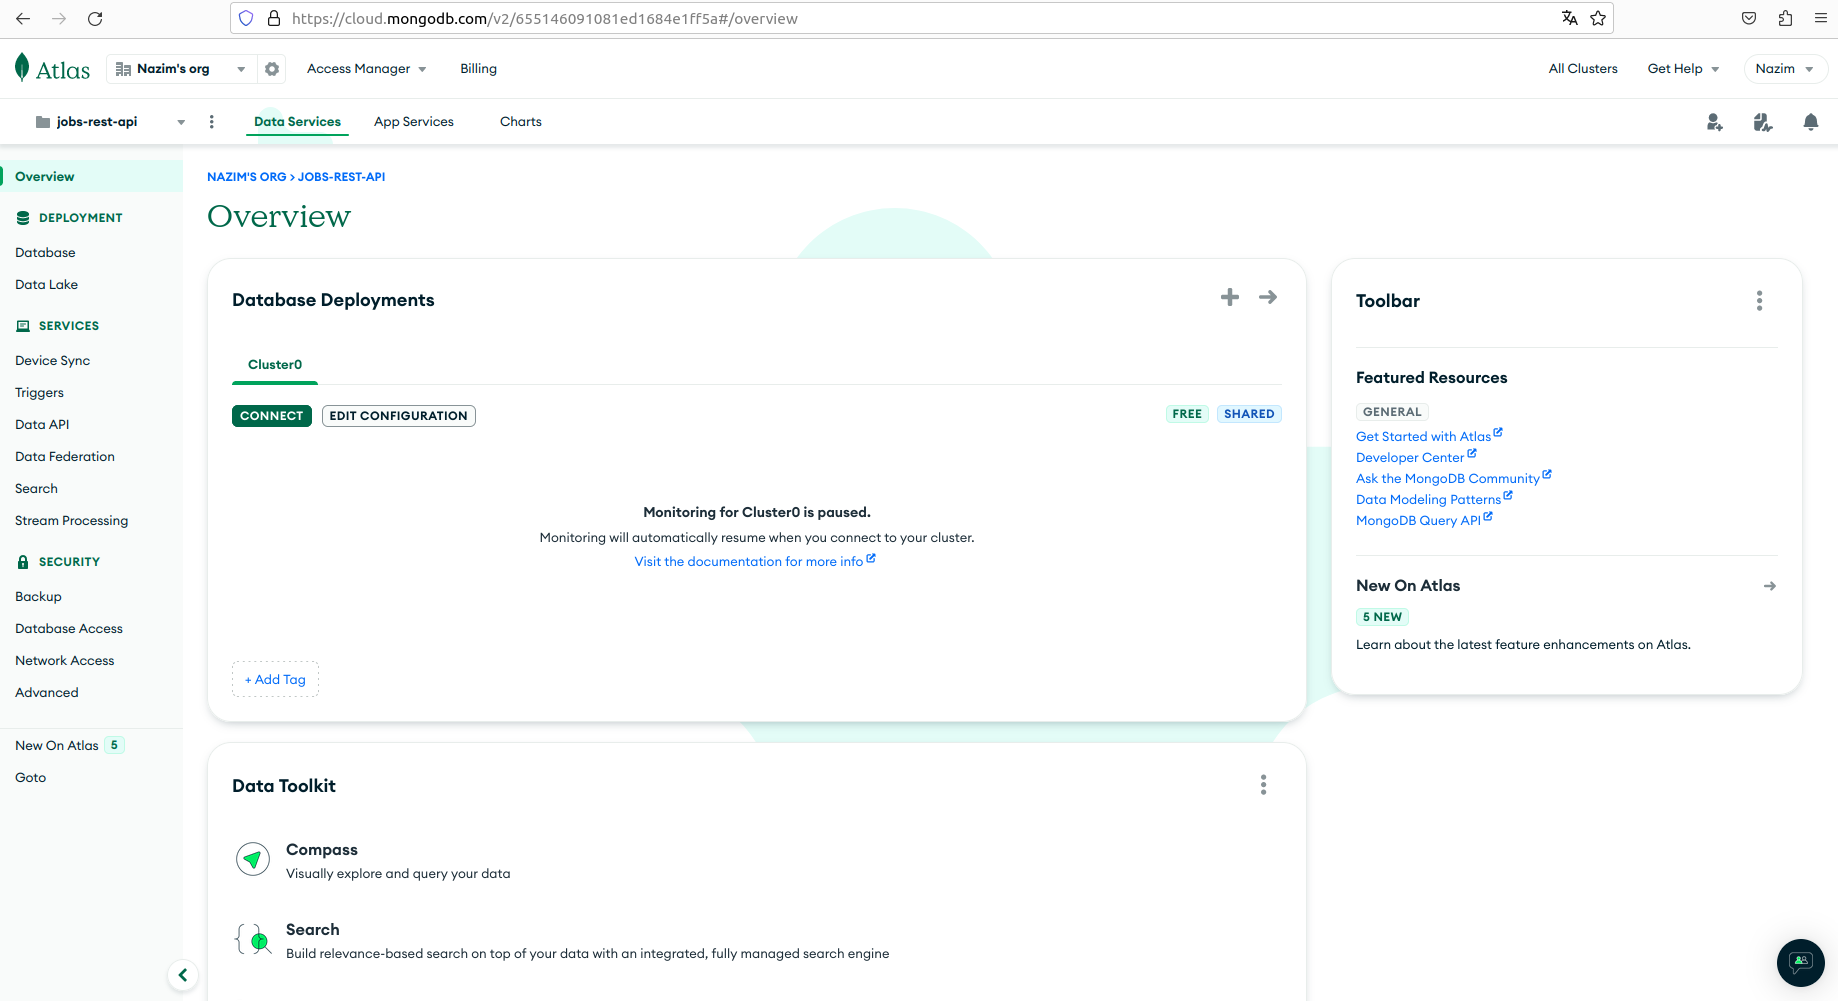 https://cloud.mongodb.com/v2/655146091081ed1684e1ff5a#/overview
Atlas
Nazim's org
Access Manager
Billing
All Clusters
Get Help
Nazim
jobs-rest-api
Data Services
App Services
Charts
Overview
DEPLOYMENT
Database
Data Lake
SERVICES
Device Sync
Triggers
Data API
Data Federation
Search
Stream Processing
SECURITY
Backup
Database Access
Network Access
Advanced
New On Atlas 5
Goto
NAZIM'S ORG > JOBS-REST-API
Overview
Database Deployments
Cluster0
CONNECT
EDIT CONFIGURATION
FREE
SHARED
Monitoring for Cluster0 is paused.
Monitoring will automatically resume when you connect to your cluster.
Visit the documentation for more info
+ Add Tag
Data Toolkit
Compass
Visually explore and query your data
Search
Build relevance-based search on top of your data with an integrated, fully managed search engine
Toolbar
Featured Resources
GENERAL
Get Started with Atlas
Developer Center
Ask the MongoDB Community
Data Modeling Patterns
MongoDB Query API
New On Atlas
5 NEW
Learn about the latest feature enhancements on Atlas.